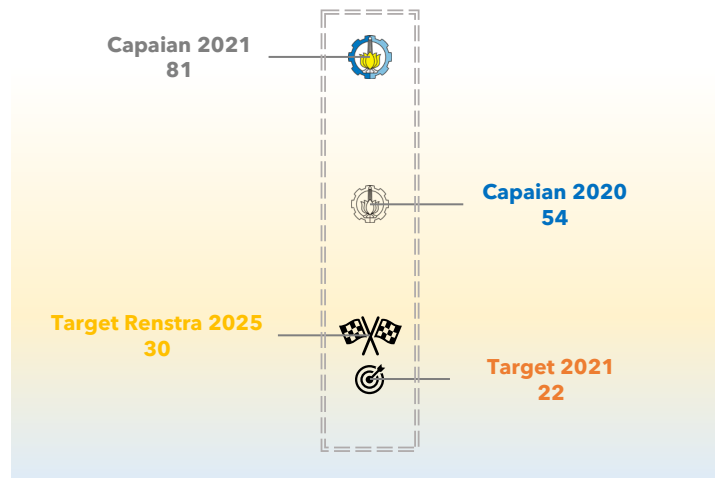 Capaian 2021
81
Capaian 2020
54
Target Renstra 2025
30
Target 2021
22